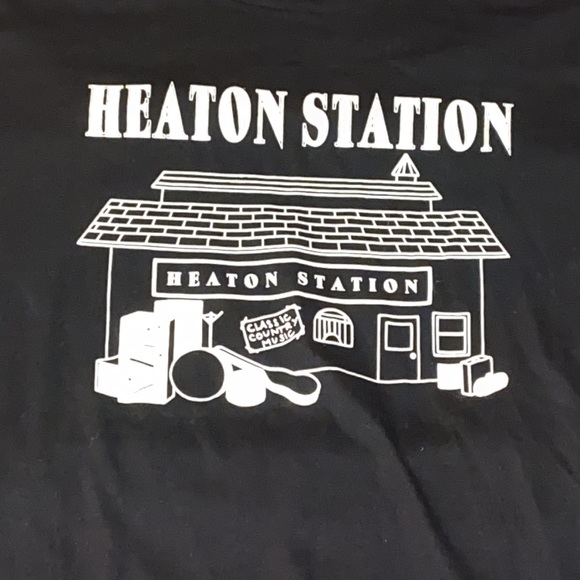 HEATON STATION
HEATON STATION
CLASSIC
COUNTRY
MUSIC